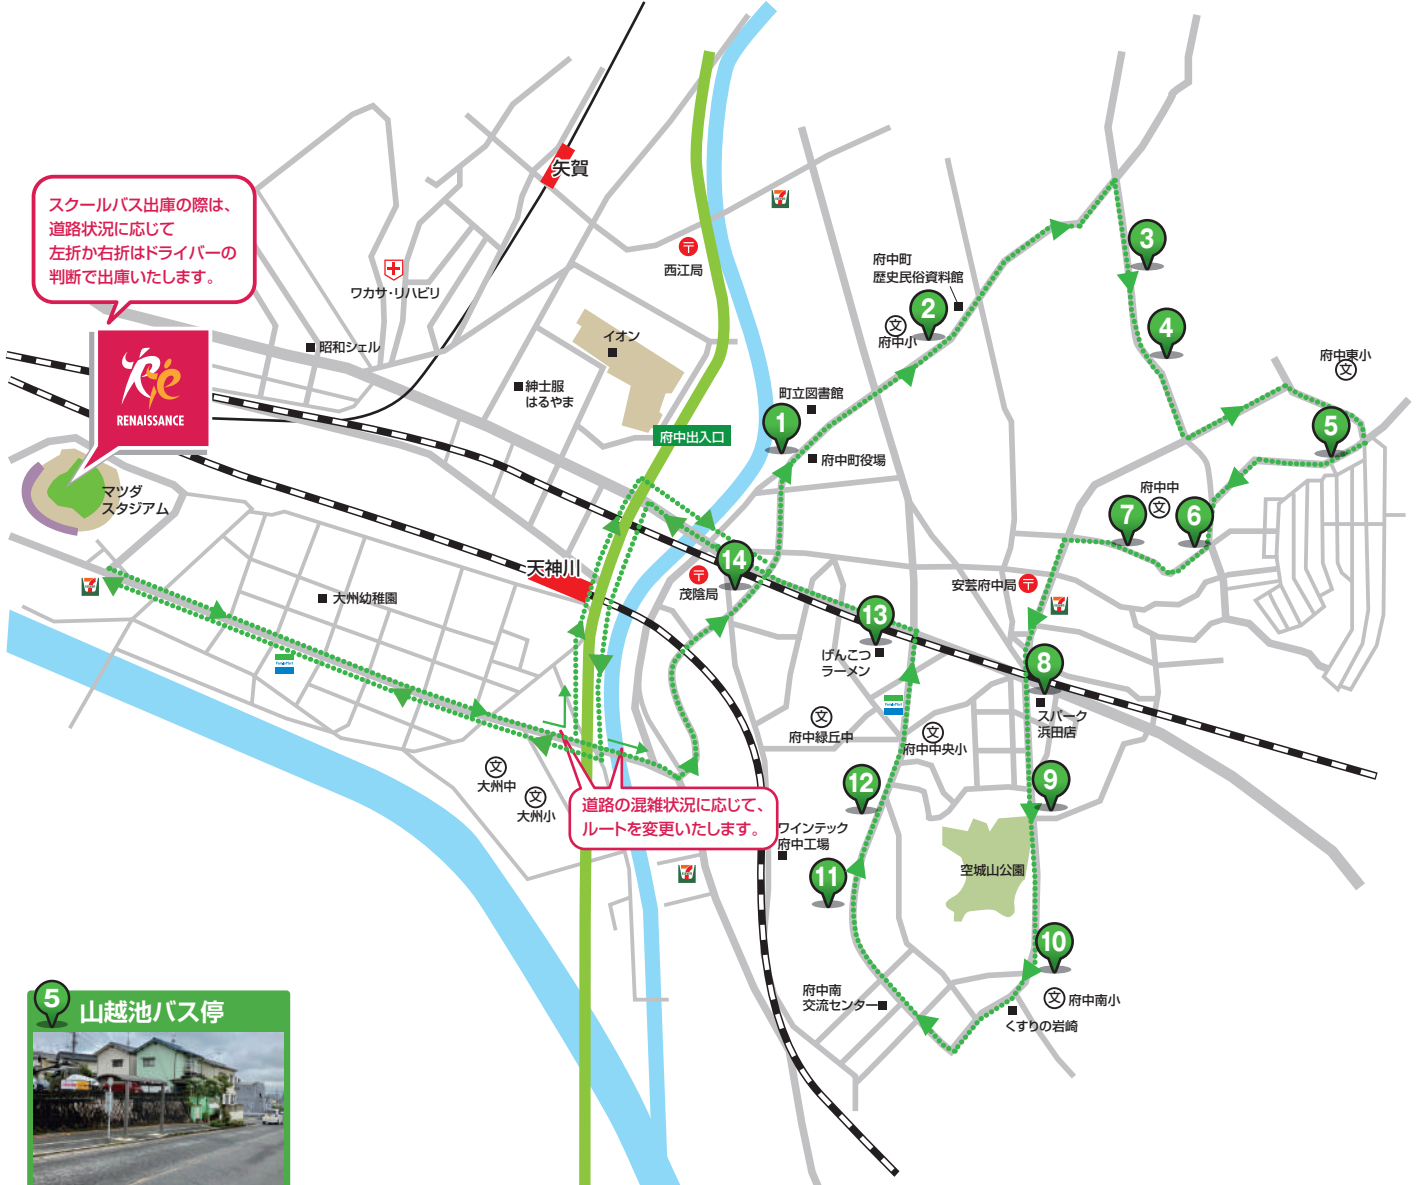 矢賀
スクールバス出庫の際は、
道路状況に応じて
左折か右折はドライバーの
判断で出庫いたします。
ワカサ・リハビリ
西江局
府中町
歴史民俗資料館
3
2
文
府中小
4
昭和シェル
イオン
紳士服
はるやま
RENAISSANCE
府中東小
文
町立図書館
1
5
府中出入口
府中町役場
マツダ
スタジアム
府中中
文
7
6
天神川
14
茂陰局
安芸府中局
大州幼稚園
13
げんこつ
ラーメン
8
スパーク
浜田店
文
府中緑丘中
文
府中中央小
文
大州中
文
大州小
12
9
道路の混雑状況に応じて、
ルートを変更いたします。
ワインテック
府中工場
11
空城山公園
10
府中南
交流センター
文
府中南小
くすりの岩崎
5
山越池バス停